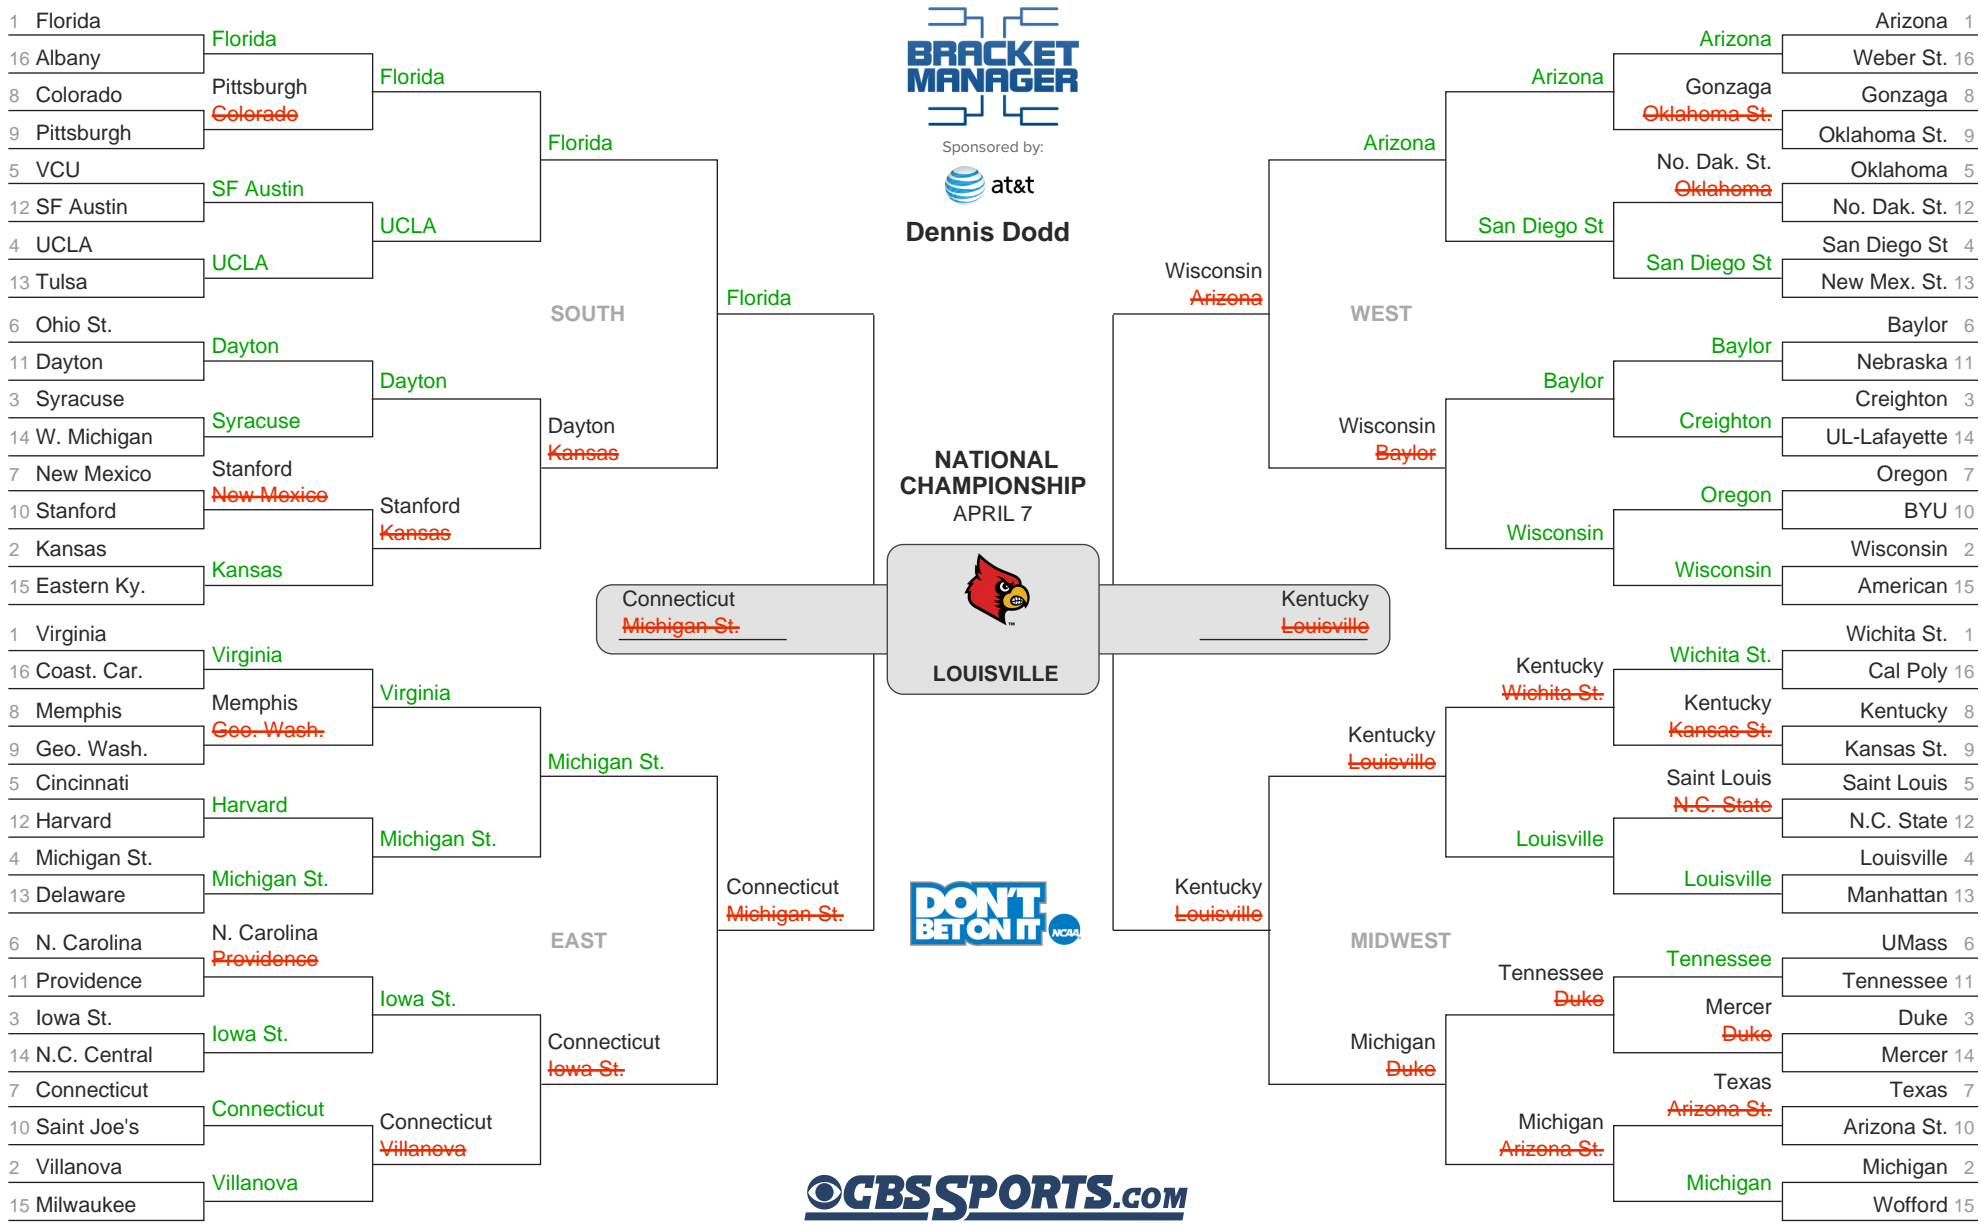 1 Florida
16 Albany
8 Colorado
9 Pittsburgh
5 VCU
12 SF Austin
4 UCLA
13 Tulsa
6 Ohio St.
11 Dayton
3 Syracuse
14 W. Michigan
7 New Mexico
10 Stanford
2 Kansas
15 Eastern Ky.
Florida
Pittsburgh
Colorado
SF Austin
UCLA
Dayton
Syracuse
Stanford
New Mexico
Kansas
Florida
UCLA
Dayton
Stanford
Kansas
Florida
Dayton
Kansas
SOUTH
Florida
1 Virginia
16 Coast. Car.
8 Memphis
9 Geo. Wash.
5 Cincinnati
12 Harvard
4 Michigan St.
13 Delaware
6 N. Carolina
11 Providence
3 Iowa St.
14 N.C. Central
7 Connecticut
10 Saint Joe's
2 Villanova
15 Milwaukee
Virginia
Memphis
Geo. Wash.
Harvard
Michigan St.
N. Carolina
Providence
Iowa St.
Connecticut
Villanova
Virginia
Michigan St.
Iowa St.
Connecticut
Villanova
Michigan St.
Connecticut
Iowa St.
EAST
Connecticut
Michigan St.
BRACKET
MANAGER
Sponsored by:
at&t
Dennis Dodd
NATIONAL
CHAMPIONSHIP
APRIL 7
Connecticut
Michigan St.
TM
LOUISVILLE
Kentucky
Louisville
DON'T
BET ON IT
NCAA
CBSSPORTS.COM
Wisconsin
Arizona
WEST
Arizona
Wisconsin
Baylor
Arizona
San Diego St
Baylor
Wisconsin
Arizona
Gonzaga
Oklahoma St.
No. Dak. St.
Oklahoma
San Diego St
Baylor
Creighton
Oregon
Wisconsin
Arizona 1
Weber St. 16
Gonzaga 8
Oklahoma St. 9
Oklahoma 5
No. Dak. St. 12
San Diego St 4
New Mex. St. 13
Baylor 6
Nebraska 11
Creighton 3
UL-Lafayette 14
Oregon 7
BYU 10
Wisconsin 2
American 15
Kentucky
Louisville
MIDWEST
Kentucky
Louisville
Michigan
Duke
Kentucky
Wichita St.
Louisville
Tennessee
Duke
Michigan
Arizona St.
Wichita St.
Kentucky
Kansas St.
Saint Louis
N.C. State
Louisville
Tennessee
Mercer
Duke
Texas
Arizona St.
Michigan
Wichita St. 1
Cal Poly 16
Kentucky 8
Kansas St. 9
Saint Louis 5
N.C. State 12
Louisville 4
Manhattan 13
UMass 6
Tennessee 11
Duke 3
Mercer 14
Texas 7
Arizona St. 10
Michigan 2
Wofford 15